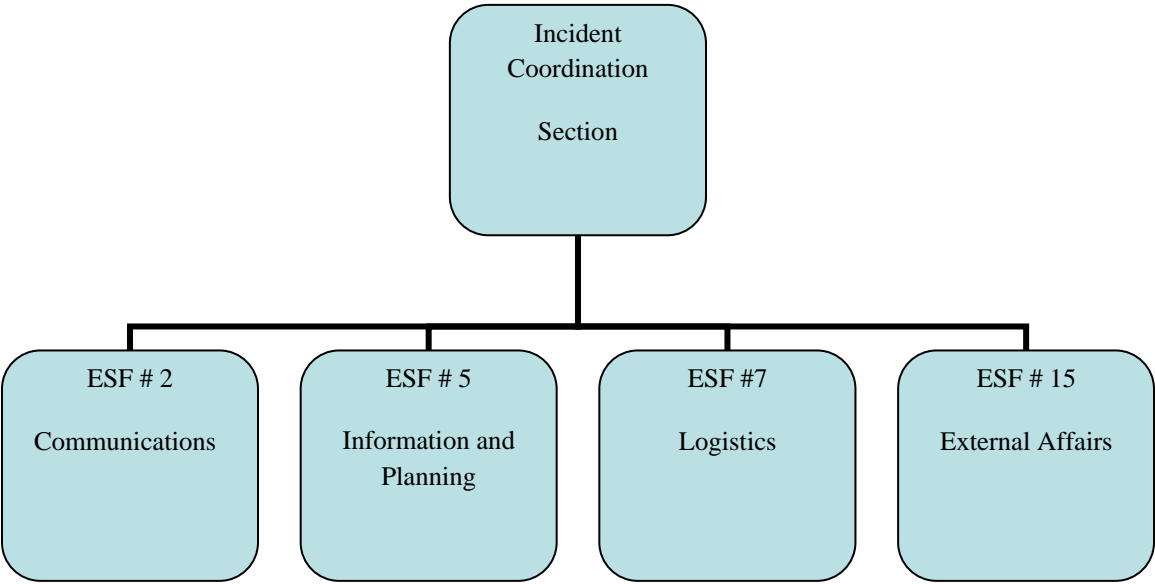 Incident
Coordination
Section
ESF # 2
Communications
ESF # 5
Information and
Planning
ESF #7
Logistics
ESF # 15
External Affairs